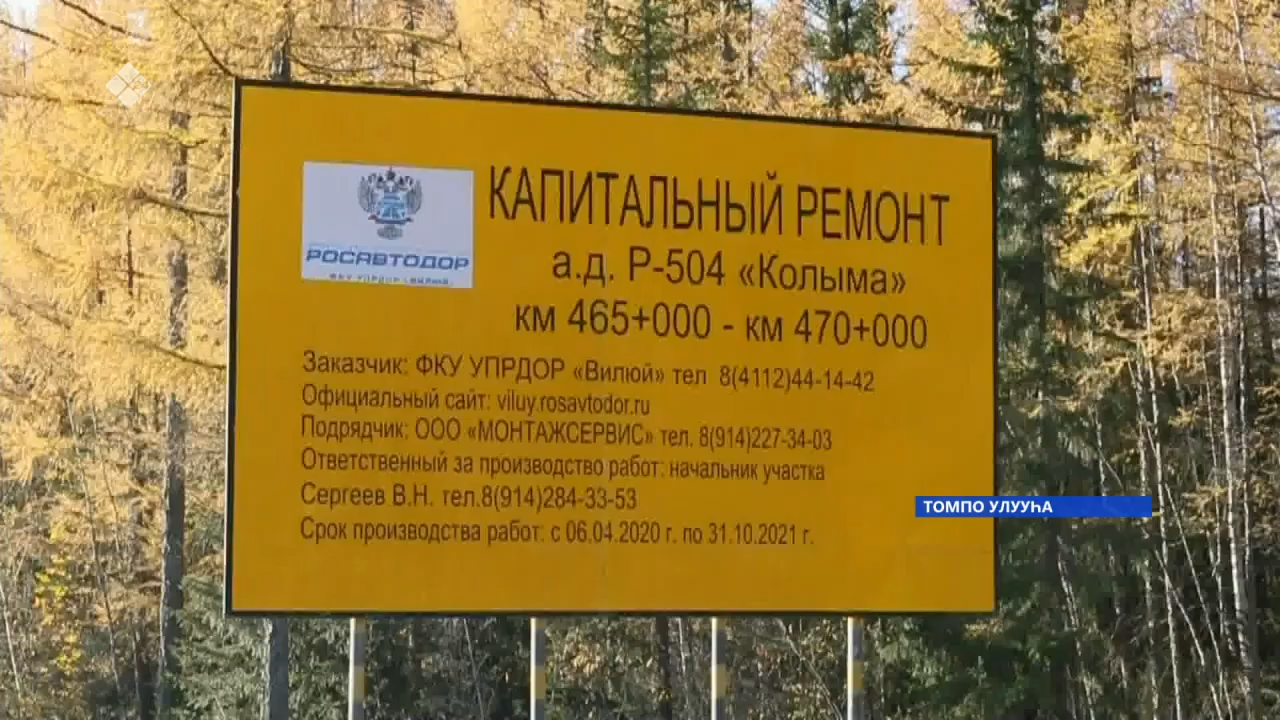 КАПИТАЛЬНЫЙ РЕМОНТ
РОСАВТОДОР
а.д. Р-504 «Колыма»
км 465+000 - км 470+000
Заказчик: ФКУ УПРДОР «Вилюй» тел 8(4112)44-14-42
Официальный сайт: viluy.rosavtodor.ru
Подрядчик: ООО «МОНТАЖСЕРВИС» тел. 8(914)227-34-03
Ответственный за производство работ: начальник участка
Сергеев В.Н. тел.8(914)284-33-53
Срок производства работ: с 06.04.2020 г. по 31.10.2021 г.
ТОМПО УЛУУҺА